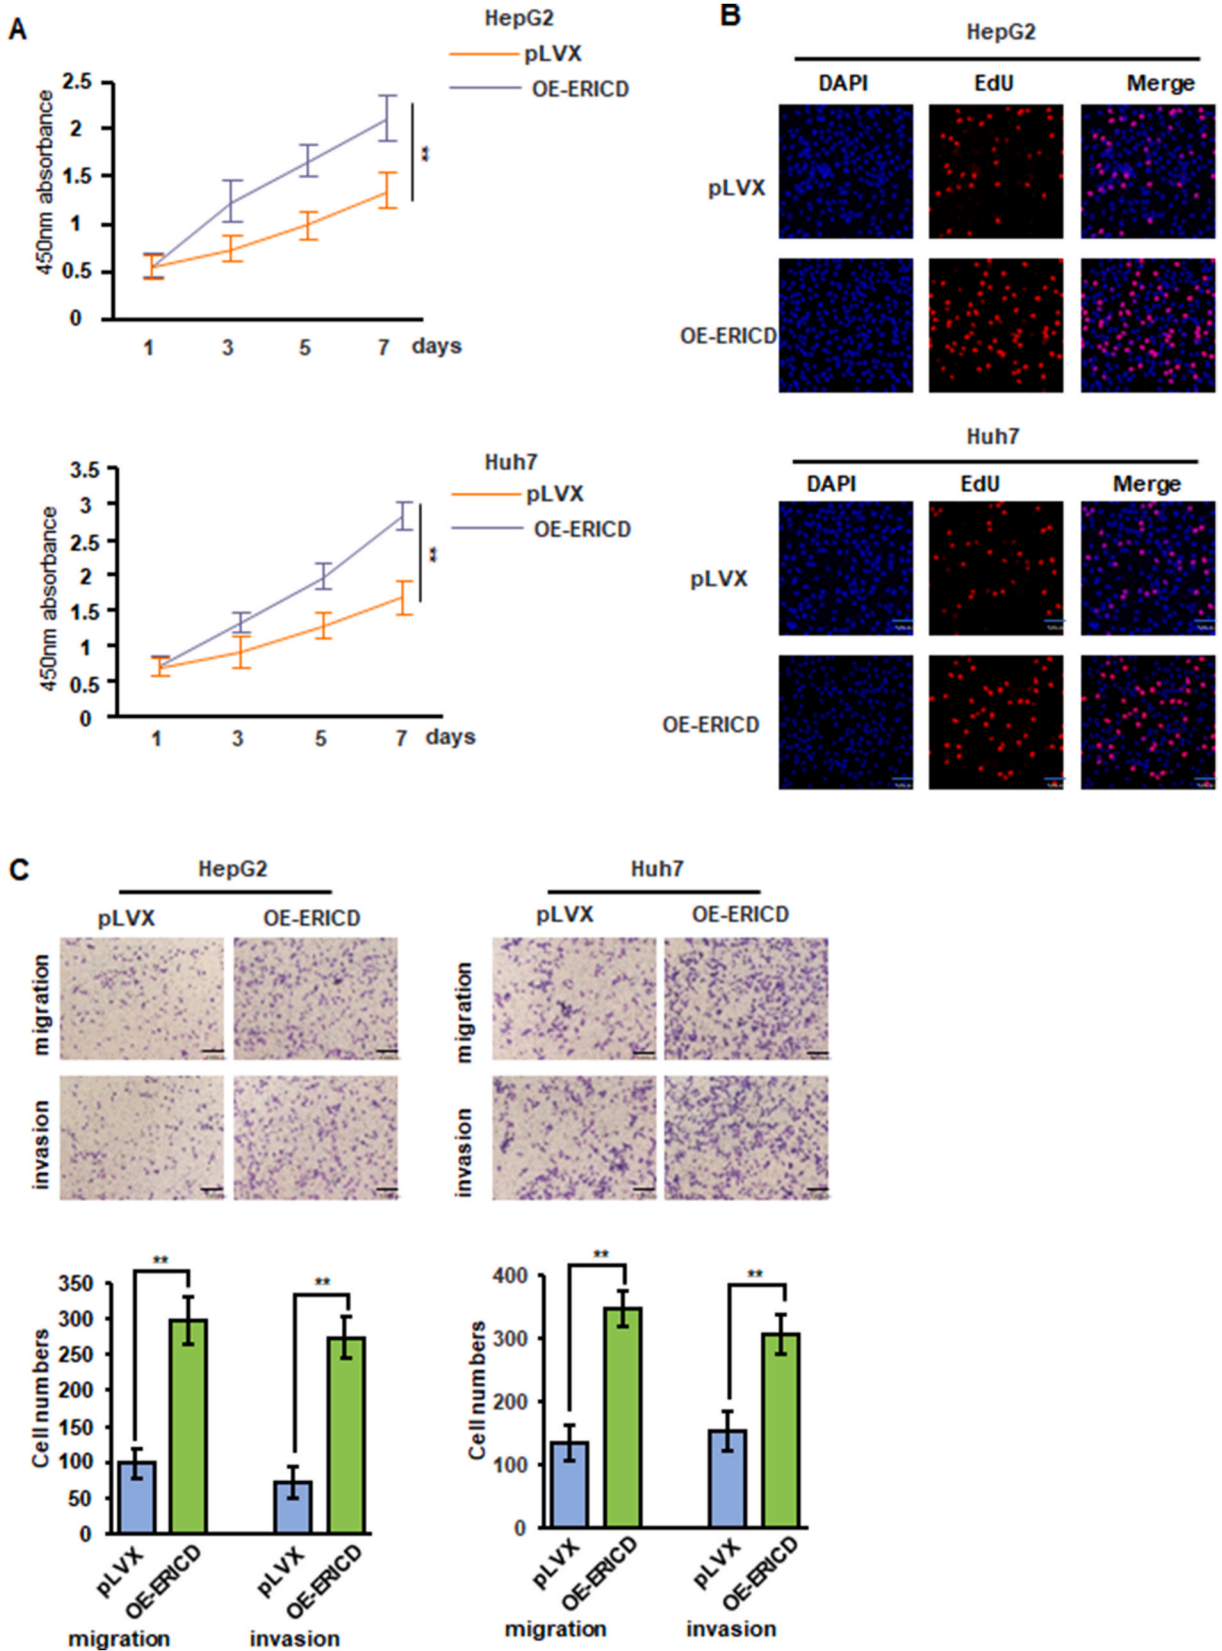 A
HepG2
pLVX
OE-ERICD
450nm absorbance
2.5
2
1.5
1
0.5
0
1 3 5 7 days
**
Huh7
pLVX
OE-ERICD
450nm absorbance
3.5
3
2.5
2
1.5
1
0.5
0
1 3 5 7 days
**
B
HepG2
DAPI EdU Merge
pLVX
OE-ERICD
Huh7
DAPI EdU Merge
pLVX
OE-ERICD
C
HepG2
pLVX OE-ERICD
migration
invasion
Huh7
pLVX OE-ERICD
migration
invasion
Cell numbers
350
300
250
200
150
100
50
0
** **
pLVX OE-ERICD pLVX OE-ERICD
migration invasion
Cell numbers
400
300
200
100
0
** **
pLVX OE-ERICD pLVX OE-ERICD
migration invasion